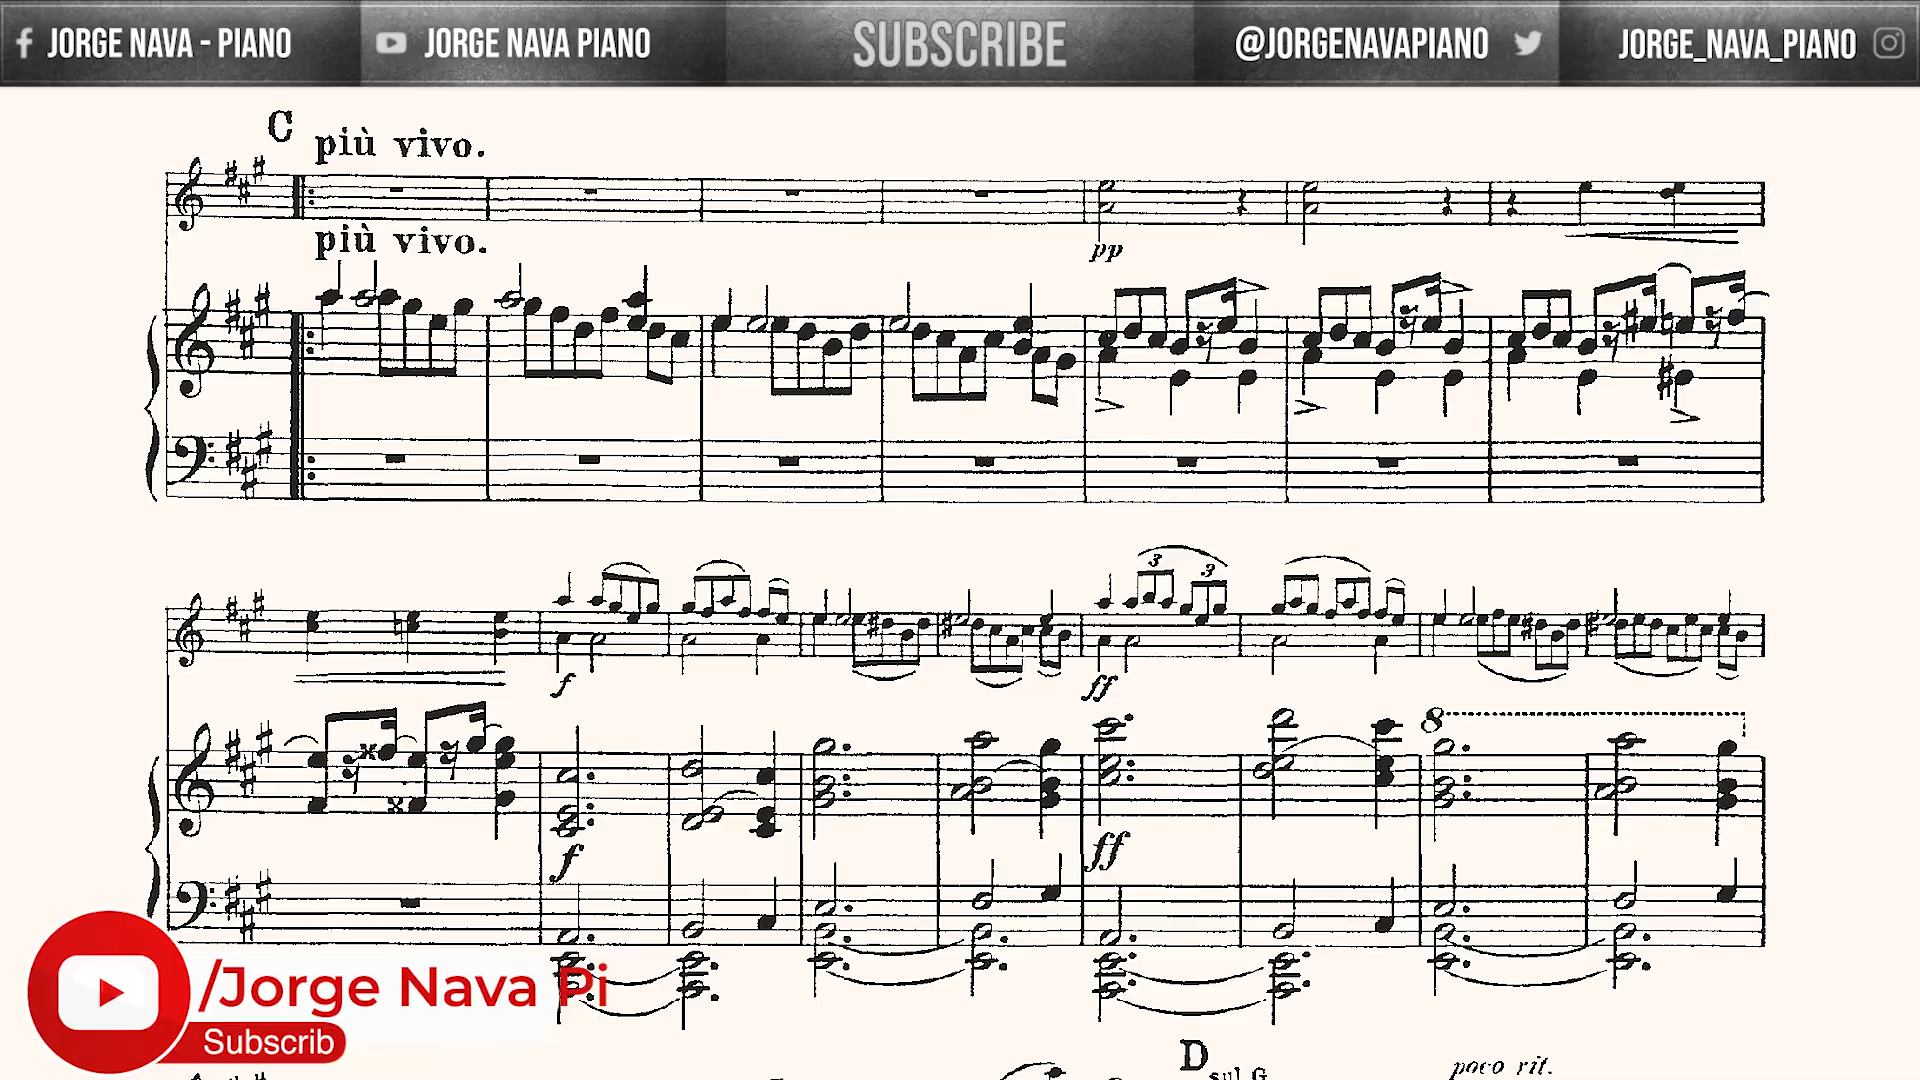 JORGE NAVA - PIANO
JORGE NAVA PIANO
SUBSCRIBE
@JORGENAVAPIANO
JORGE_NAVA_PIANO
C
più vivo.
più vivo.
pp
3
3
f
ff
8
f
ff
/Jorge Nava Pi
Subscrib
D
sul G
poco rit.